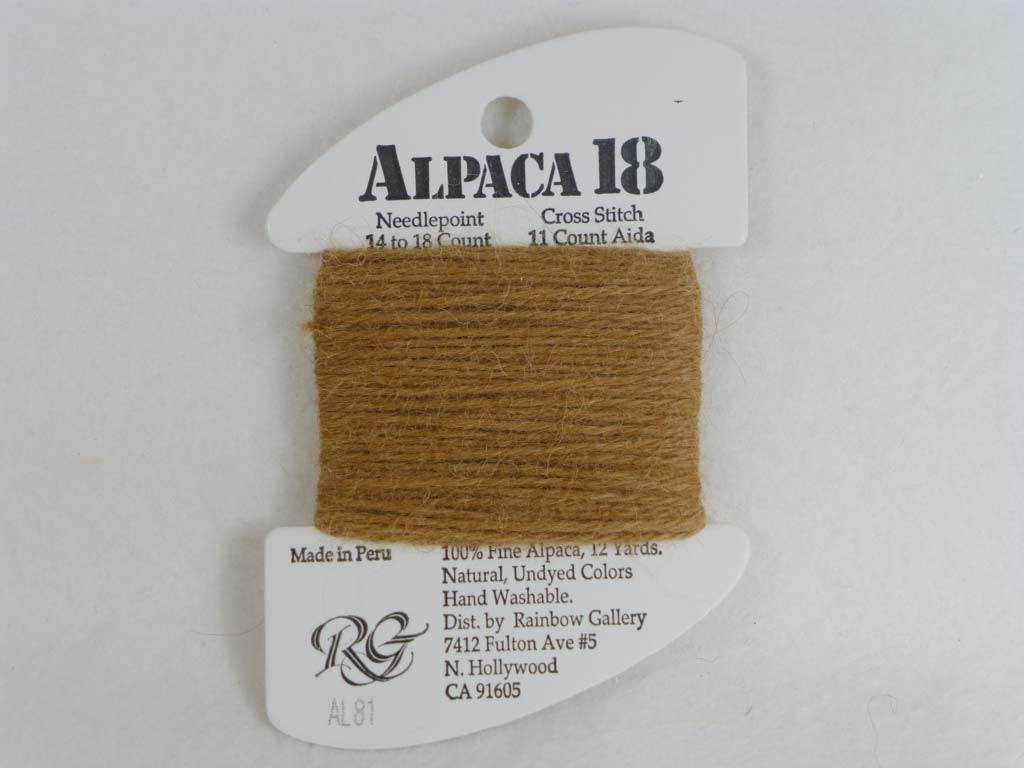 ALPACA 18
Needlepoint Cross Stitch
14 to 18 Count 11 Count Aida
Made in Peru 100% Fine Alpaca, 12 Yards.
Natural, Undyed Colors
Hand Washable.
Dist. by Rainbow Gallery
7412 Fulton Ave #5
N. Hollywood
CA 91605
RG
AL81